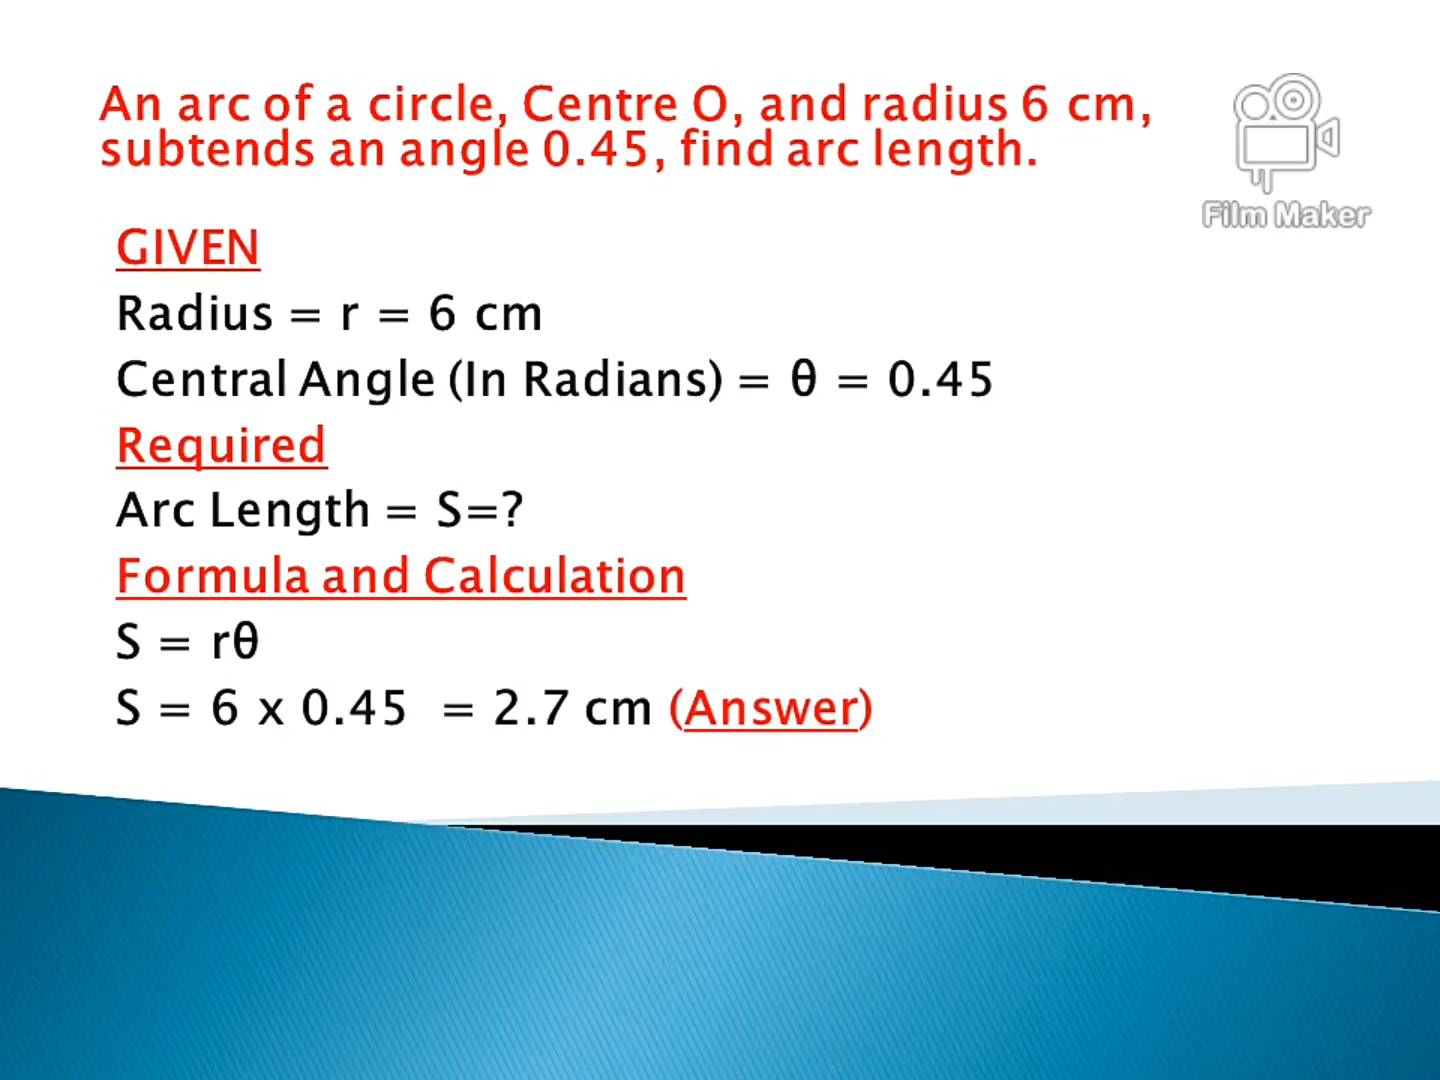 An arc of a circle, Centre O, and radius 6 cm,
subtends an angle 0.45, find arc length.
Film Maker
GIVEN
Radius = r = 6 cm
Central Angle (In Radians) = θ = 0.45
Required
Arc Length = S=?
Formula and Calculation
S = rθ
S = 6 x 0.45 = 2.7 cm (Answer)